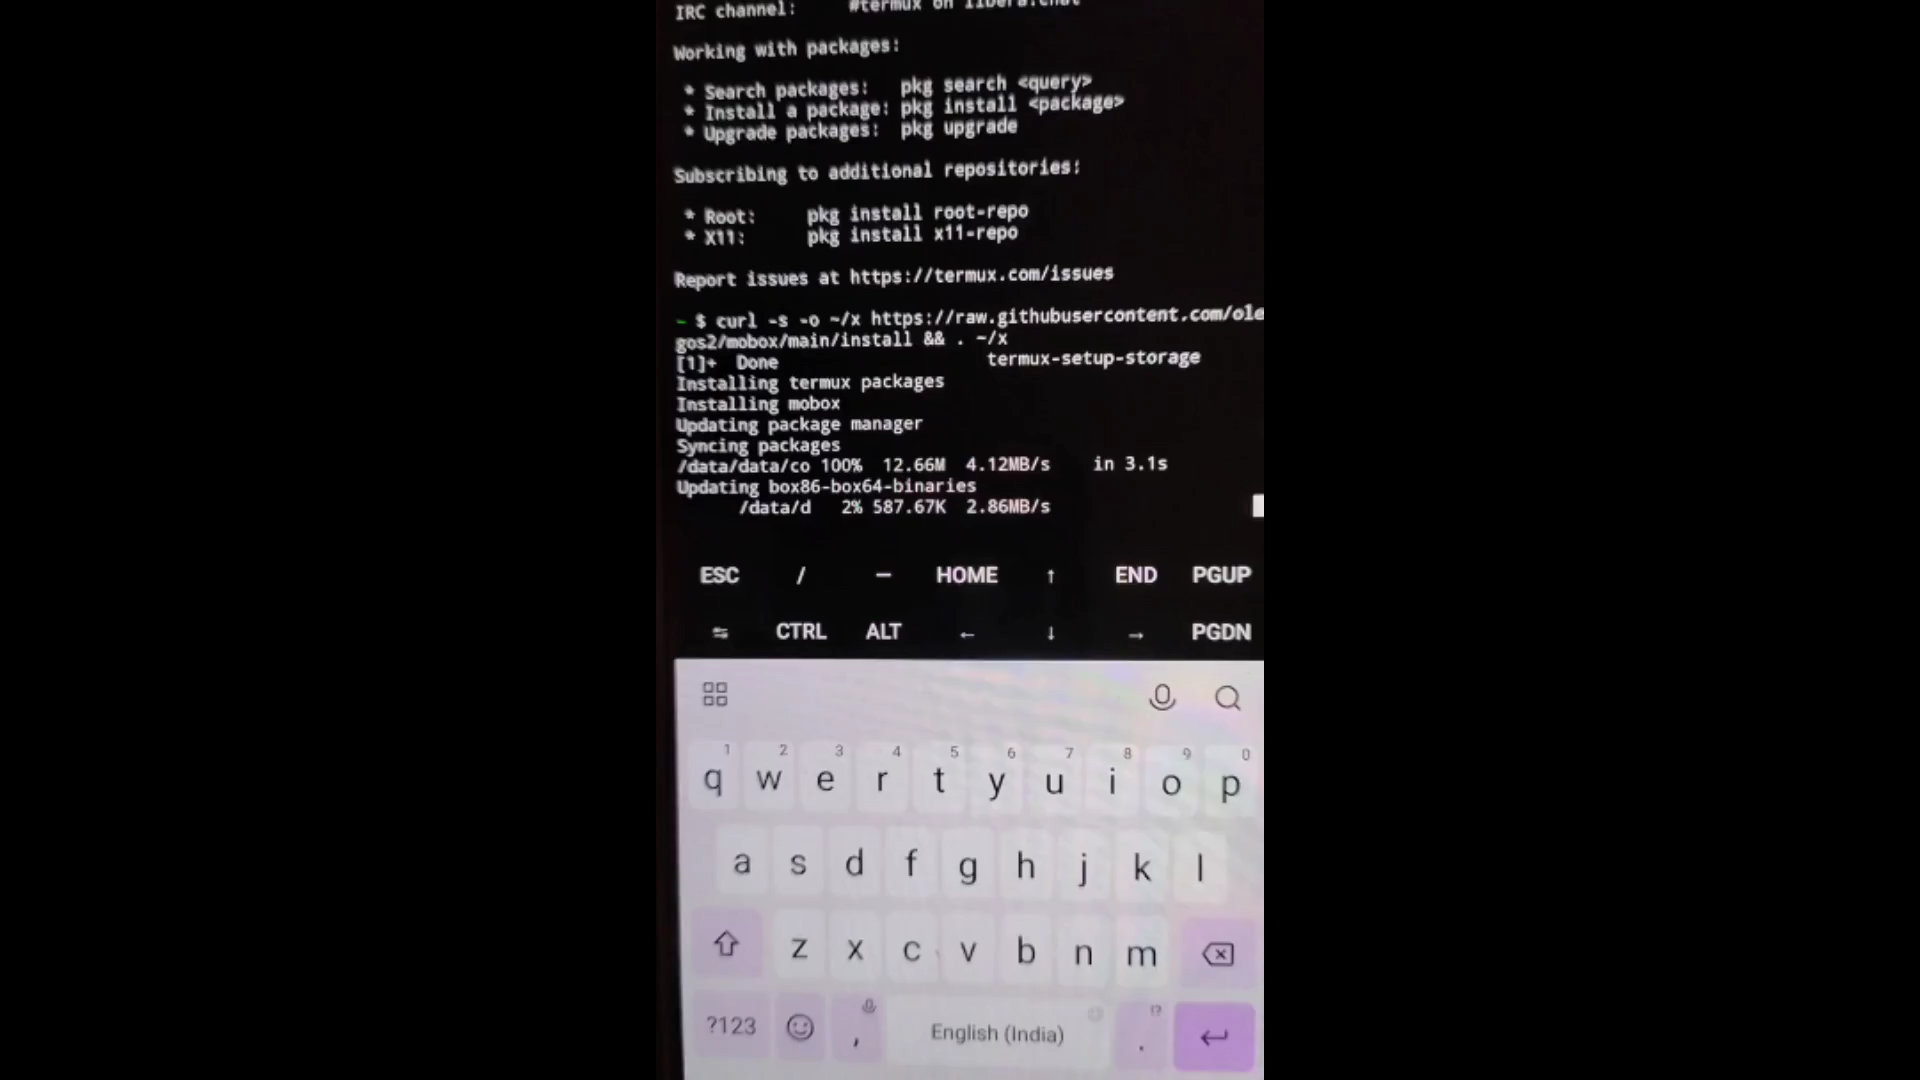 IRC channel: #termux on libera.chat
Working with packages:
* Search packages: pkg search <query>
* Install a package: pkg install <package>
* Upgrade packages: pkg upgrade
Subscribing to additional repositories:
* Root: pkg install root-repo
* X11: pkg install x11-repo
Report issues at https://termux.com/issues
~ $ curl -s -o ~/x https://raw.githubusercontent.com/ole
gos2/mobox/main/install && . ~/x
[1]+ Done termux-setup-storage
Installing termux packages
Installing mobox
Updating package manager
Syncing packages
/data/data/co 100% 12.66M 4.12MB/s in 3.1s
Updating box86-box64-binaries
/data/d 2% 587.67K 2.86MB/s
ESC / — HOME ↑ END PGUP
⇆ CTRL ALT ← ↓ → PGDN
1 2 3 4 5 6 7 8 9 0
q w e r t y u i o p
a s d f g h j k l
z x c v b n m
!?
?123 , English (India) .